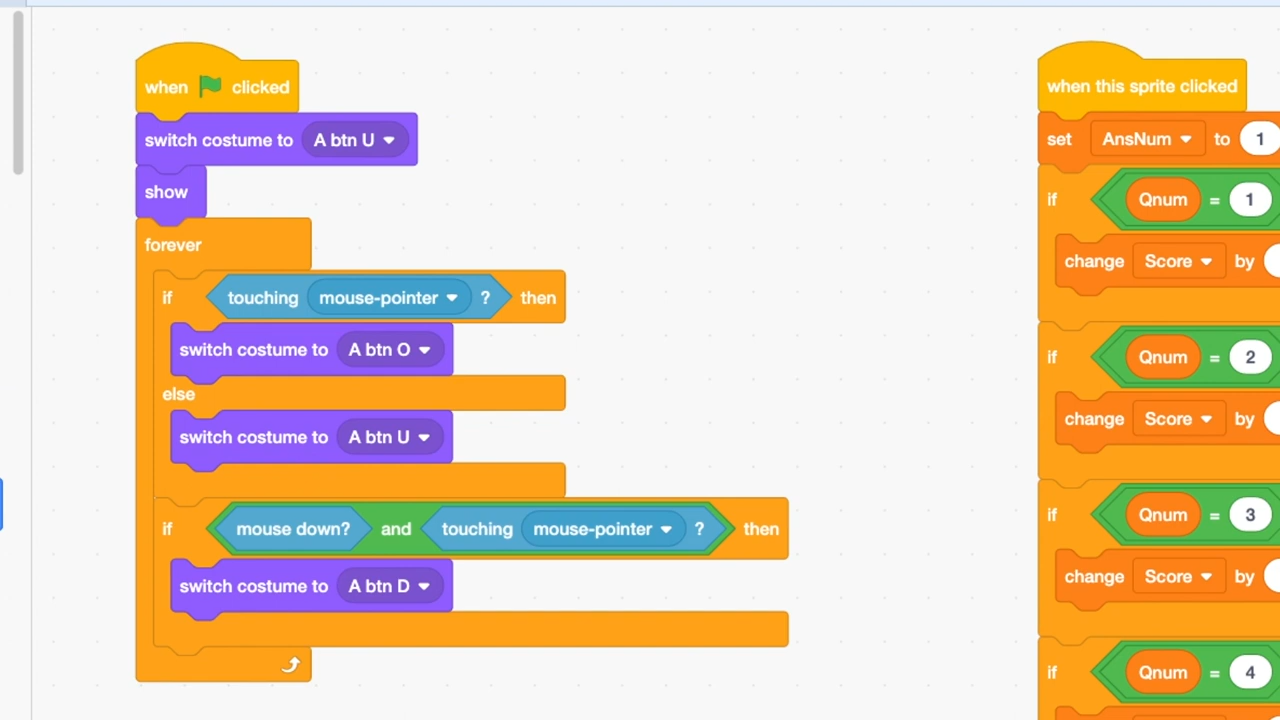 when clicked
switch costume to A btn U
show
forever
if touching mouse-pointer ? then
switch costume to A btn O
else
switch costume to A btn U
if mouse down? and touching mouse-pointer ? then
switch costume to A btn D
when this sprite clicked
set AnsNum to 1
if Qnum = 1
change Score by
if Qnum = 2
change Score by
if Qnum = 3
change Score by
if Qnum = 4